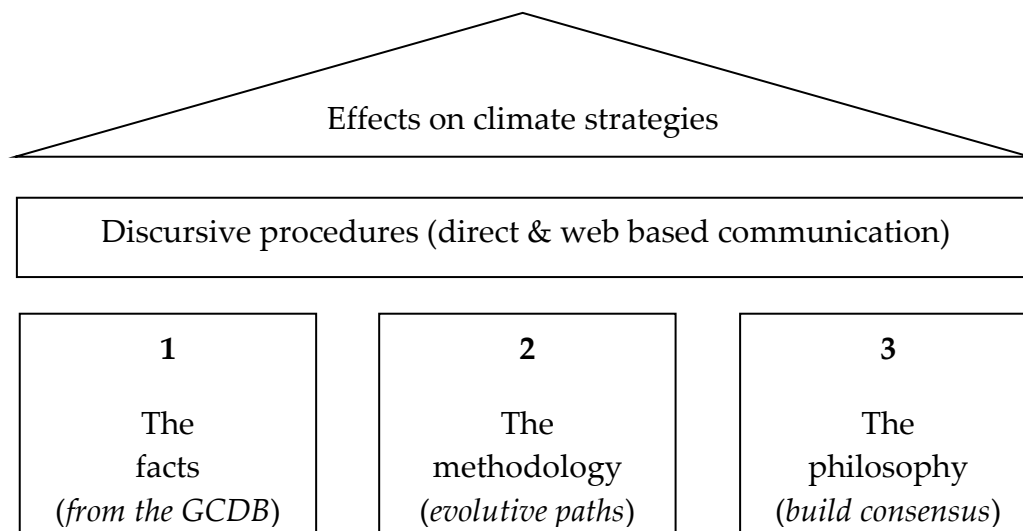 Effects on climate strategies
Discursive procedures (direct & web based communication)
1
The
facts
(from the GCDB)
2
The
methodology
(evolutive paths)
3
The
philosophy
(build consensus)